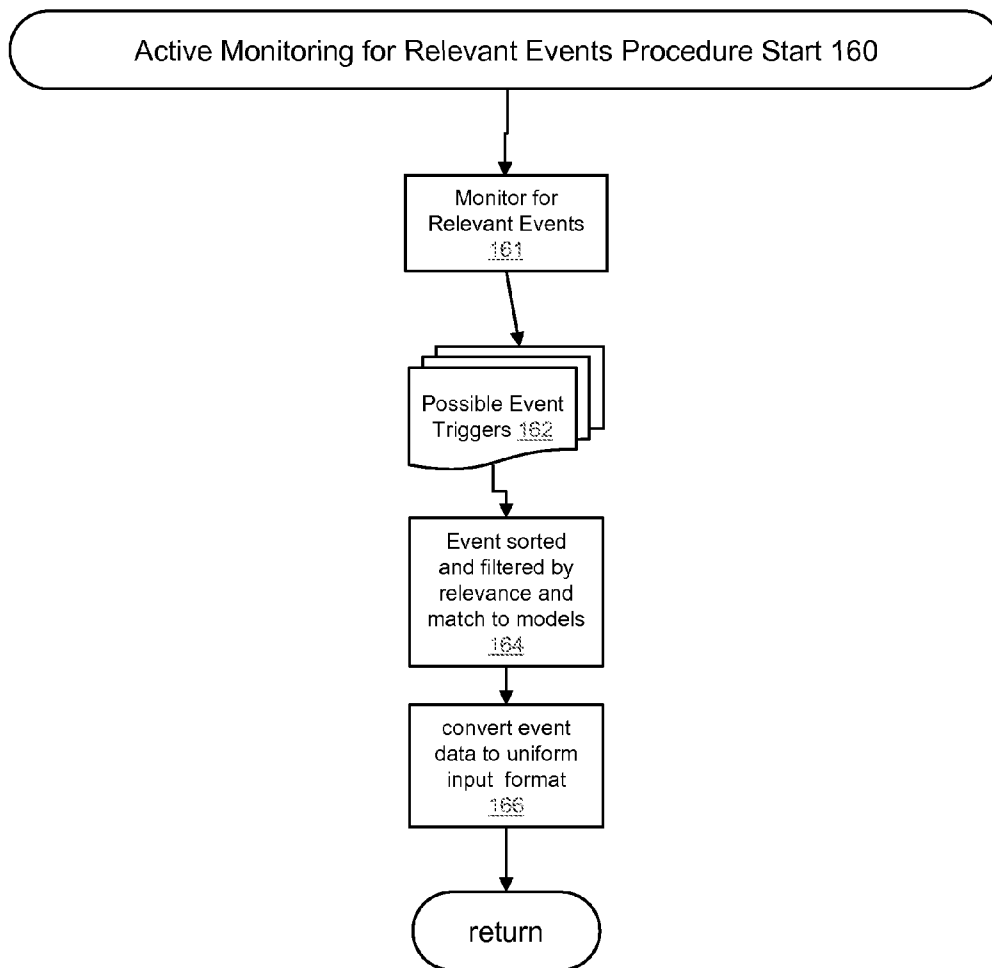 Active Monitoring for Relevant Events Procedure Start 160
Monitor for
Relevant Events
161
Possible Event
Triggers 162
Event sorted
and filtered by
relevance and
match to models
164
convert event
data to uniform
input format
166
return